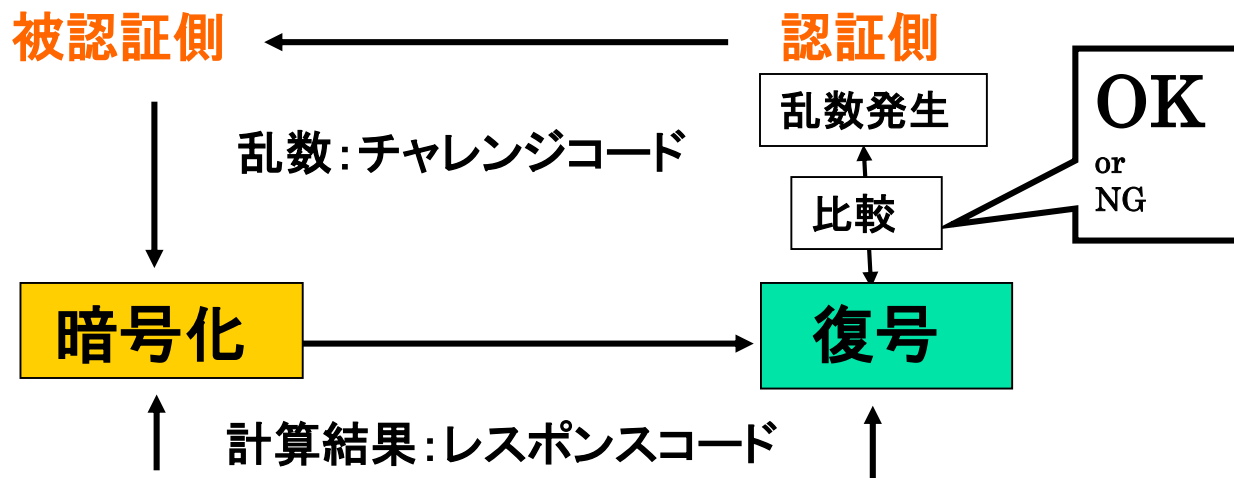 被認証側
認証側
乱数発生
OK
or
NG
乱数：チャレンジコード
比較
暗号化
復号
計算結果：レスポンスコード